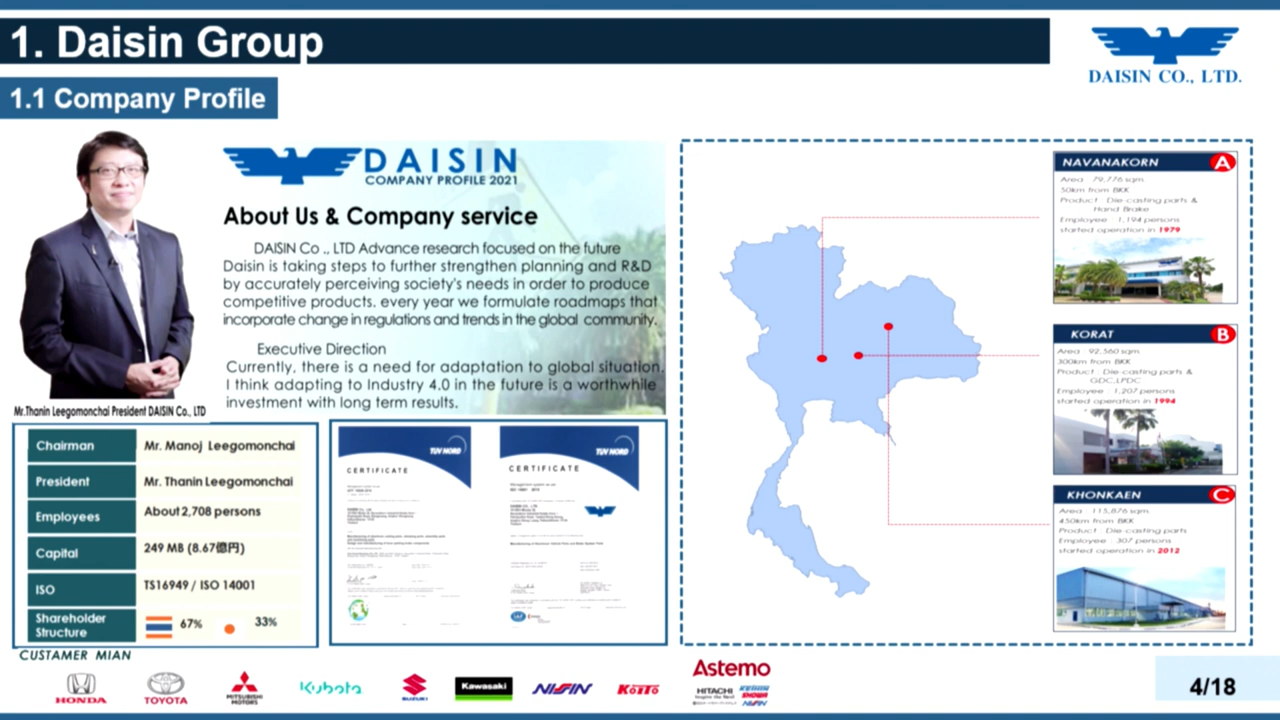 1. Daisin Group
DAISIN CO., LTD.
1.1 Company Profile
DAISIN
COMPANY PROFILE 2021
About Us & Company service
DAISIN Co ., LTD Advance research focused on the future
Daisin is taking steps to further strengthen planning and R&D
by accurately perceiving society's needs in order to produce
competitive products. every year we formulate roadmaps that
incorporate change in regulations and trends in the global community.
Executive Direction
Currently, there is a need for adaptation to global situation.
I think adapting to Industry 4.0 in the future is a worthwhile
investment with long term results.
Mr.Thanin Leegomonchai President DAISIN Co., LTD
Chairman Mr. Manoj Leegomonchai
President Mr. Thanin Leegomonchai
Employees About 2,708 persons
Capital 249 MB (8.67億円)
ISO TS16949 / ISO 14001
Shareholder
Structure
67% 33%
TUV NORD
CERTIFICATE
TUV NORD
CERTIFICATE
NAVANAKORN A
Area : 79,776 sqm
50km from BKK
Product : Die-casting parts &
Hand Brake
Employee : 1,194 persons
started operation in 1979
KORAT B
Area : 92,560 sqm
300km from BKK
Product : Die-casting parts &
GDC,LPDC
Employee : 1,207 persons
started operation in 1994
KHONKAEN C
Area : 115,876 sqm
450km from BKK
Product : Die-casting parts
Employee : 307 persons
started operation in 2012
CUSTAMER MIAN
HONDA
TOYOTA
MITSUBISHI
MOTORS
Kubota
SUZUKI
Kawasaki
NISSIN
KOITO
Astemo
HITACHI
Inspire the Next
KEIHIN
SHOWA
NISSIN
4/18